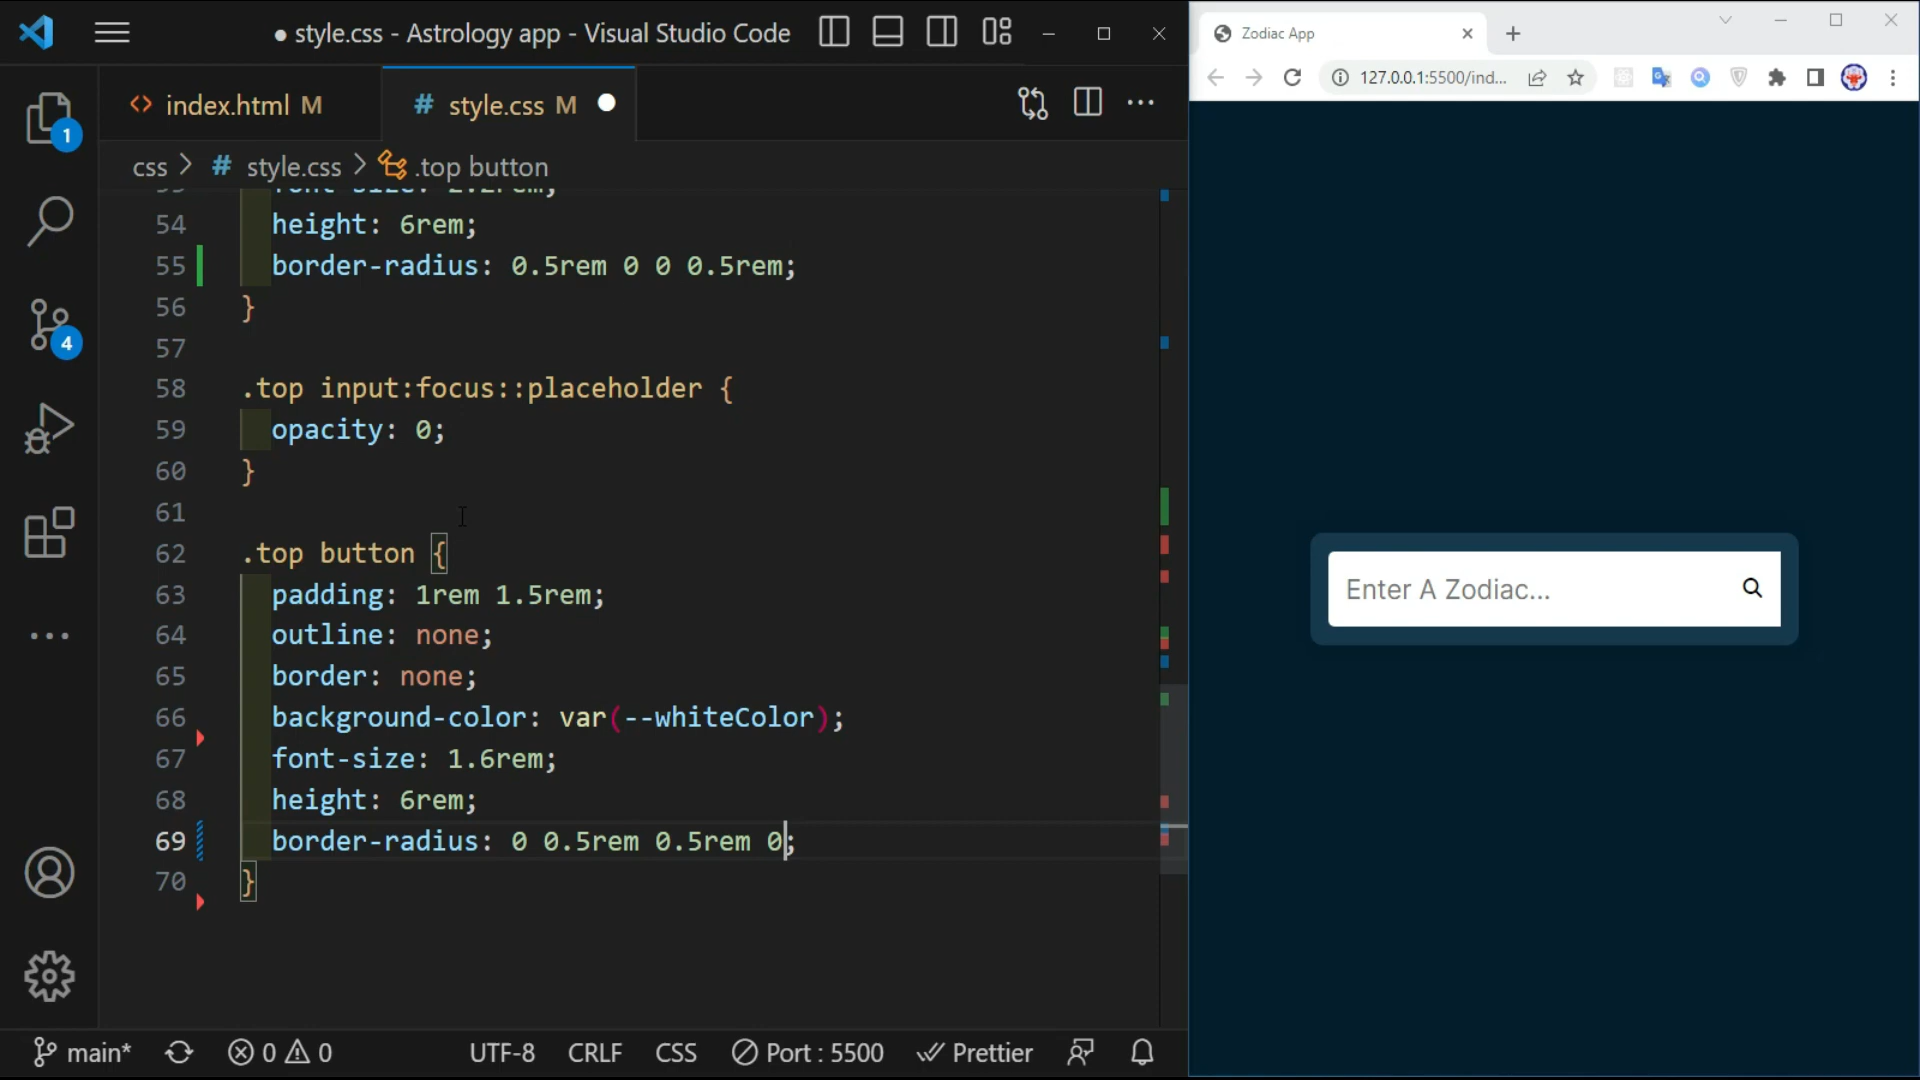 style.css - Astrology app - Visual Studio Code
index.html M
# style.css M
css > # style.css > .top button
54 height: 6rem;
55 border-radius: 0.5rem 0 0 0.5rem;
56 }
57
58 .top input:focus::placeholder {
59 opacity: 0;
60 }
61
62 .top button {
63 padding: 1rem 1.5rem;
64 outline: none;
65 border: none;
66 background-color: var(--whiteColor);
67 font-size: 1.6rem;
68 height: 6rem;
69 border-radius: 0 0.5rem 0.5rem 0;
70 }
1
4
main* 0 0 UTF-8 CRLF CSS Port : 5500 Prettier
Zodiac App
127.0.0.1:5500/ind...
Enter A Zodiac...